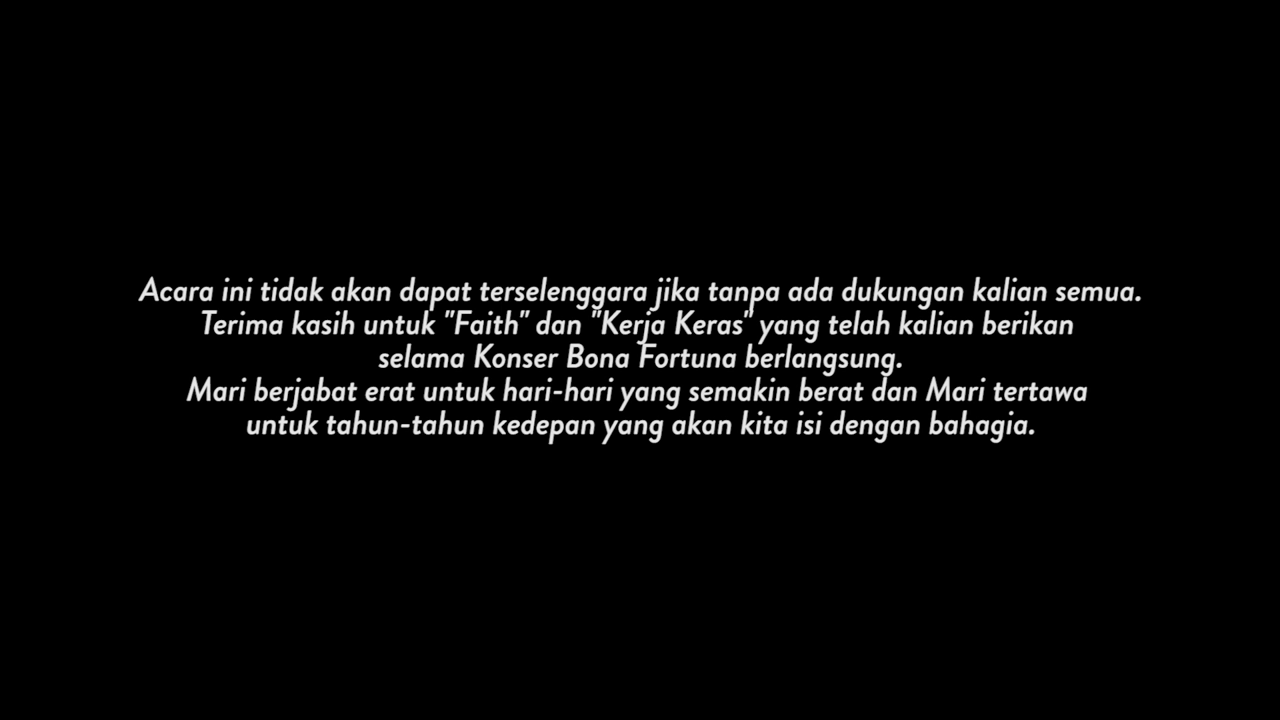 Acara ini tidak akan dapat terselenggara jika tanpa ada dukungan kalian semua.
Terima kasih untuk "Faith" dan "Kerja Keras" yang telah kalian berikan
selama Konser Bona Fortuna berlangsung.
Mari berjabat erat untuk hari-hari yang semakin berat dan Mari tertawa
untuk tahun-tahun kedepan yang akan kita isi dengan bahagia.